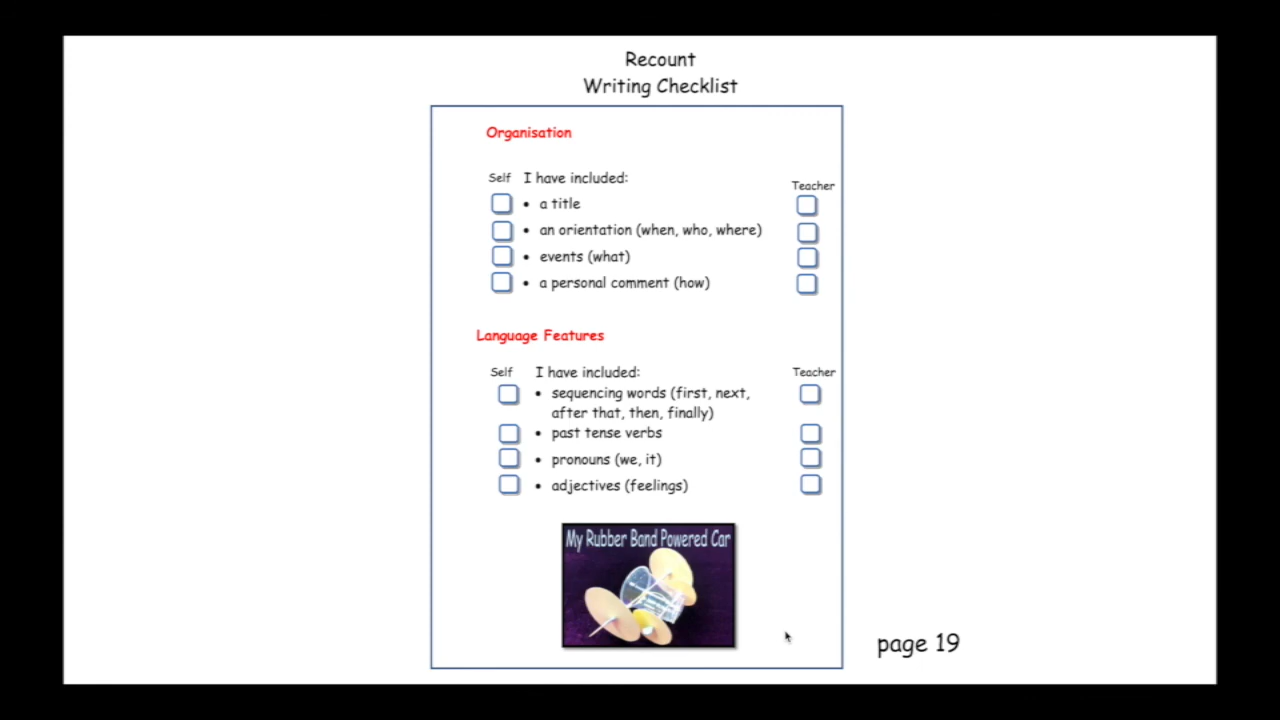 Recount
Writing Checklist
Organisation
Self I have included: Teacher
• a title
• an orientation (when, who, where)
• events (what)
• a personal comment (how)
Language Features
Self I have included: Teacher
• sequencing words (first, next,
after that, then, finally)
• past tense verbs
• pronouns (we, it)
• adjectives (feelings)
My Rubber Band Powered Car
page 19